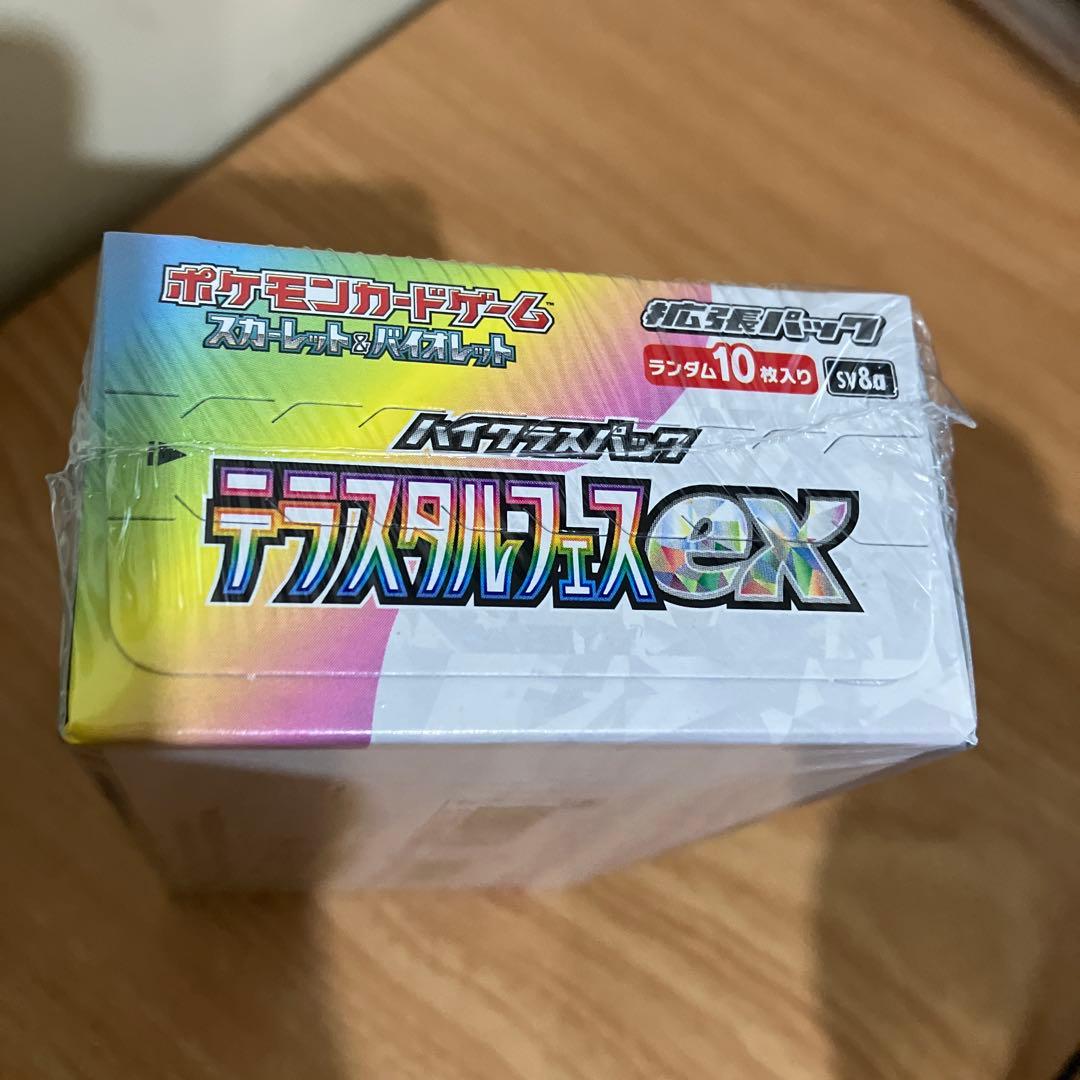 ポケモンカードゲーム™
スカーレット&バイオレット
拡張パック
ランダム10枚入り sv8a
ハイクラスパック
テラスタルフェスex